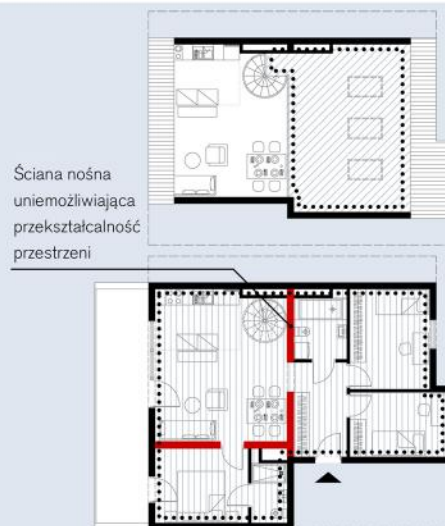 Ściana nośna
uniemożliwiająca
przekształcalność
przestrzeni